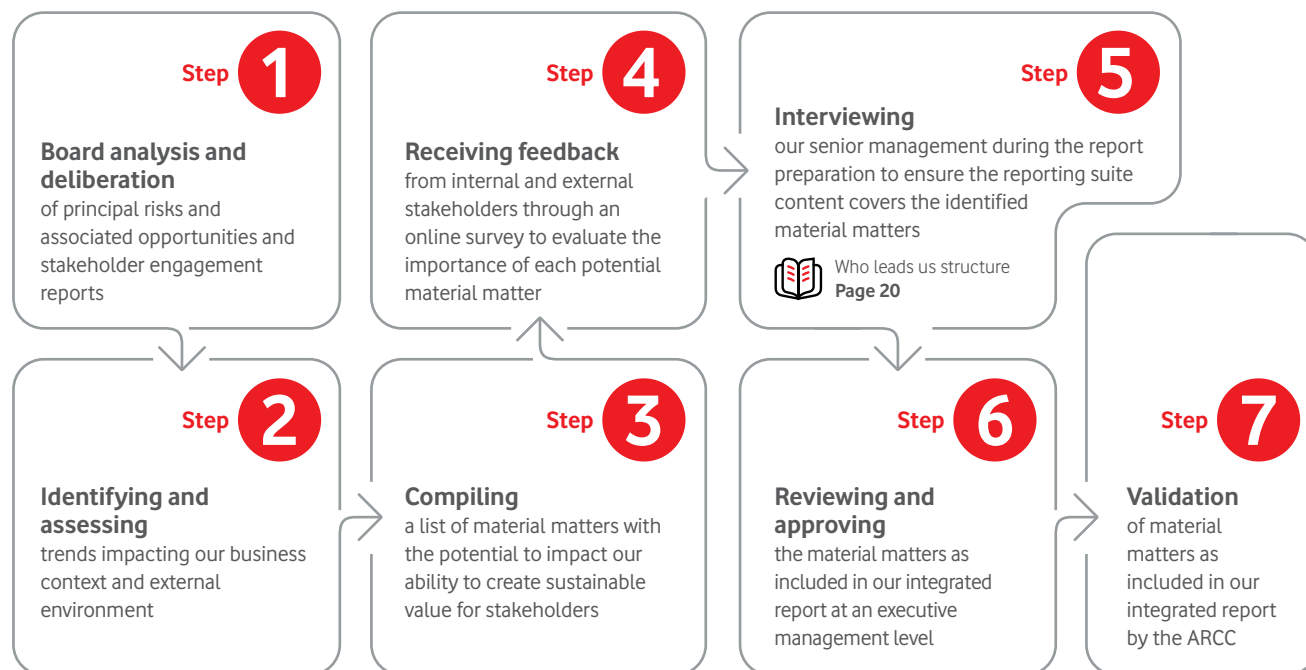 Step 1
Board analysis and
deliberation
of principal risks and
associated opportunities and
stakeholder engagement
reports
Step 2
Identifying and
assessing
trends impacting our business
context and external
environment
Step 3
Compiling
a list of material matters with
the potential to impact our
ability to create sustainable
value for stakeholders
Step 4
Receiving feedback
from internal and external
stakeholders through an
online survey to evaluate the
importance of each potential
material matter
Step 5
Interviewing
our senior management during the report
preparation to ensure the reporting suite
content covers the identified
material matters
Who leads us structure
Page 20
Step 6
Reviewing and
approving
the material matters as
included in our integrated
report at an executive
management level
Step 7
Validation
of material
matters as
included in our
integrated report
by the ARCC